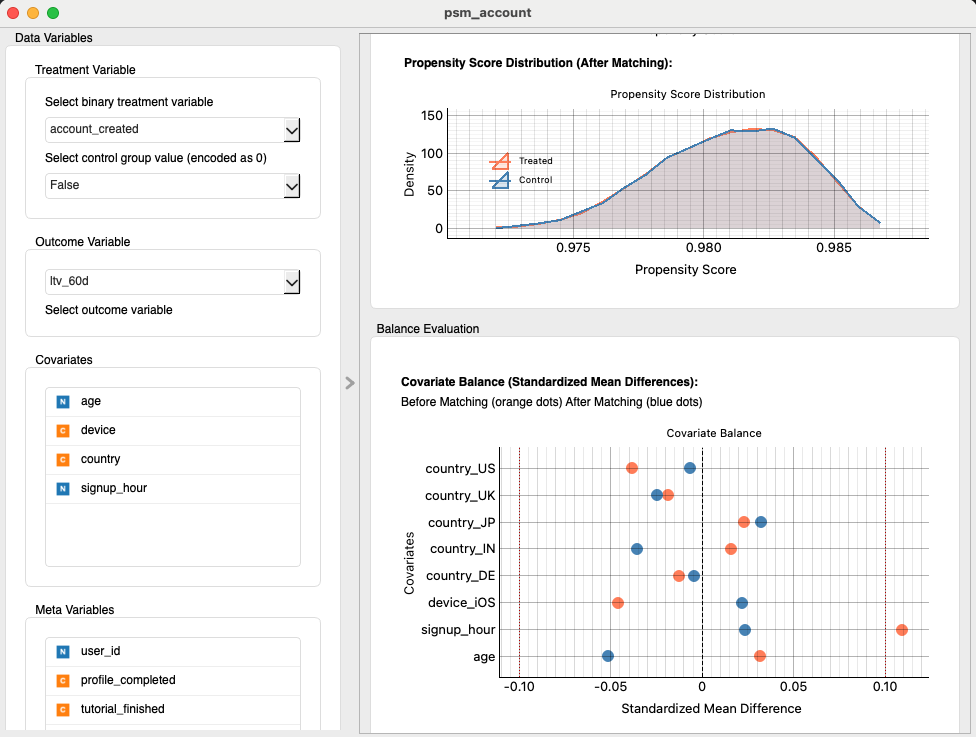 psm_account
Data Variables
Treatment Variable
Select binary treatment variable
account_created
Select control group value (encoded as 0)
False
Outcome Variable
ltv_60d
Select outcome variable
Covariates
N age
C device
C country
N signup_hour
Meta Variables
N user_id
C profile_completed
C tutorial_finished
Propensity Score Distribution (After Matching):
Propensity Score Distribution
150
100
50
0
Density
Treated
Control
0.975 0.980 0.985
Propensity Score
Balance Evaluation
Covariate Balance (Standardized Mean Differences):
Before Matching (orange dots) After Matching (blue dots)
Covariate Balance
Covariates
country_US
country_UK
country_JP
country_IN
country_DE
device_iOS
signup_hour
age
-0.10 -0.05 0 0.05 0.10
Standardized Mean Difference